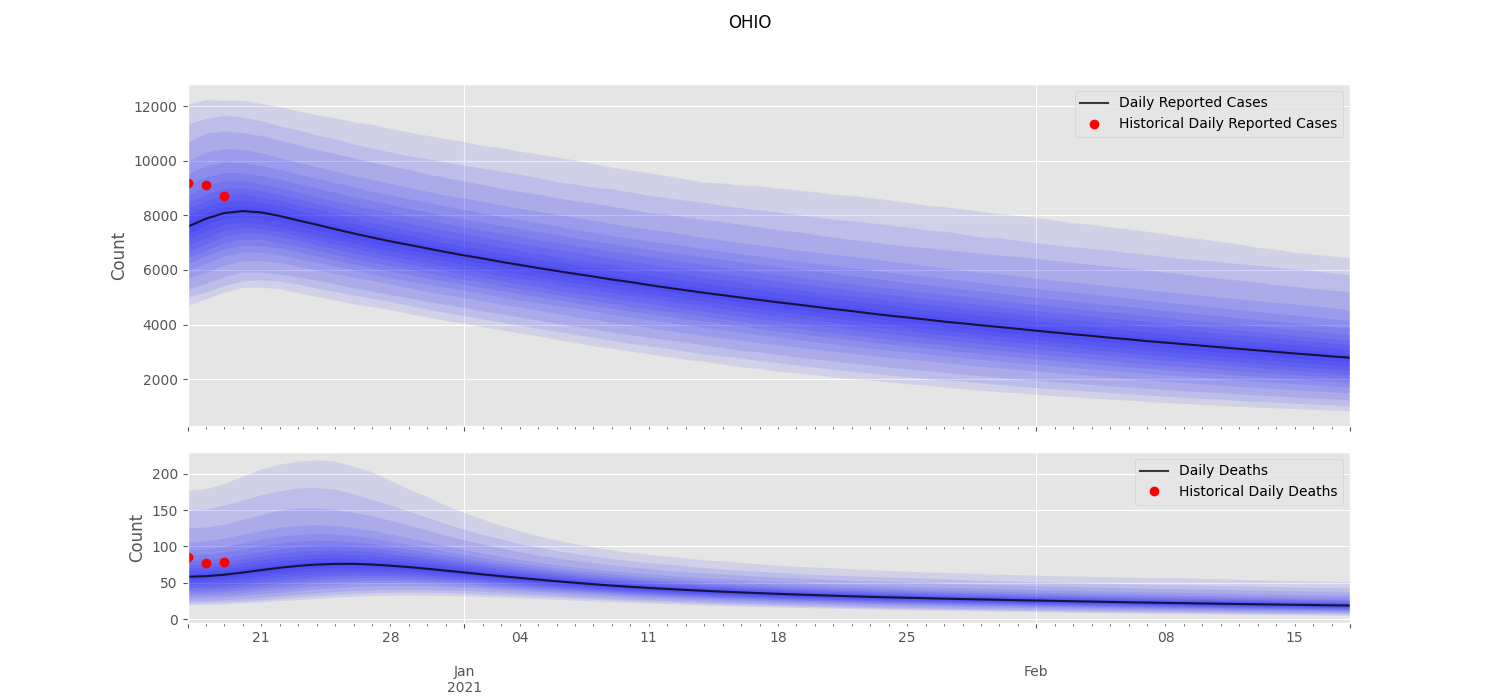 OHIO
12000
10000
8000
6000
4000
2000
Count
Daily Reported Cases
Historical Daily Reported Cases
200
150
100
50
0
Count
Daily Deaths
Historical Daily Deaths
21 28 04 11 18 25 08 15
Jan Feb
2021